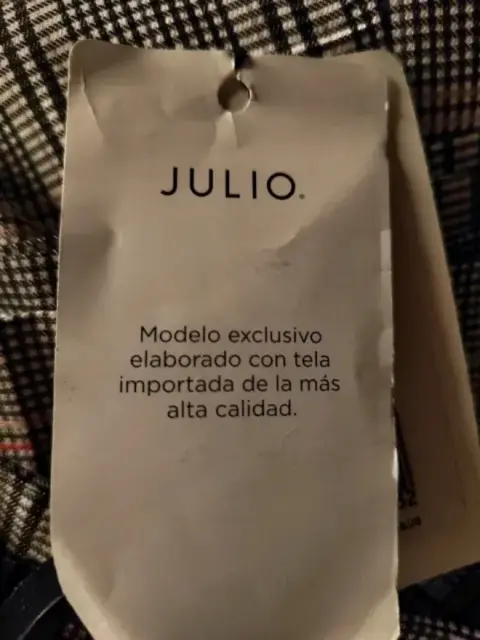 JULIO.
Modelo exclusivo
elaborado con tela
importada de la más
alta calidad.